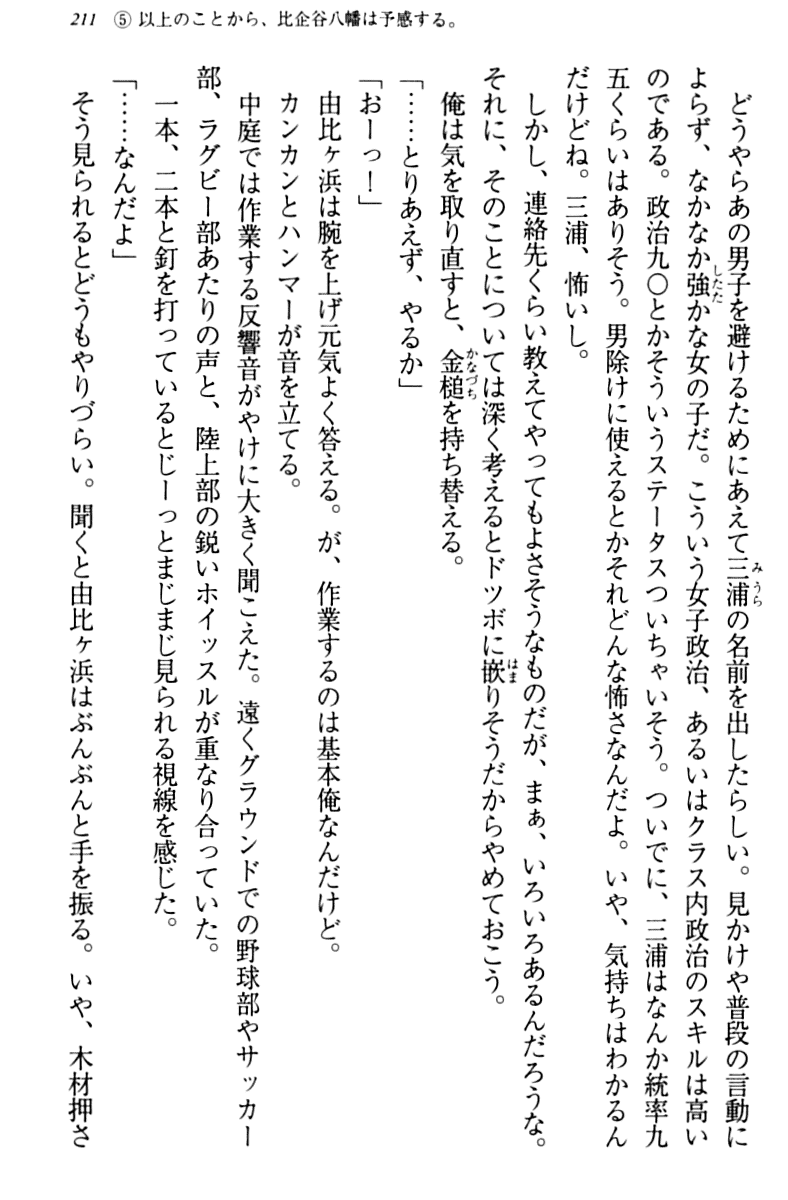 211 ⑤ 以上のことから、比企谷八幡は予感する。
どうやらあの男子を避けるためにあえて三浦の名前を出したらしい。見かけや普段の言動に
よらず、なかなか強かな女の子だ。こういう女子政治、あるいはクラス内政治のスキルは高い
のである。政治九〇とかそういうステータスついちゃいそう。ついでに、三浦はなんか統率九
五くらいはありそう。男除けに使えるとかそれどんな怖さなんだよ。いや、気持ちはわかるん
だけどね。三浦、怖いし。
しかし、連絡先くらい教えてやってもよさそうなものだが、まぁ、いろいろあるんだろうな。
それに、そのことについては深く考えるとドツボに嵌りそうだからやめておこう。
俺は気を取り直すと、金槌を持ち替える。
「……とりあえず、やるか」
「おーっ！」
由比ヶ浜は腕を上げ元気よく答える。が、作業するのは基本俺なんだけど。
カンカンとハンマーが音を立てる。
中庭では作業する反響音がやけに大きく聞こえた。遠くグラウンドでの野球部やサッカー
部、ラグビー部あたりの声と、陸上部の鋭いホイッスルが重なり合っていた。
一本、二本と釘を打っているとじーっとまじまじ見られる視線を感じた。
「……なんだよ」
そう見られるとどうもやりづらい。聞くと由比ヶ浜はぶんぶんと手を振る。いや、木材押さ